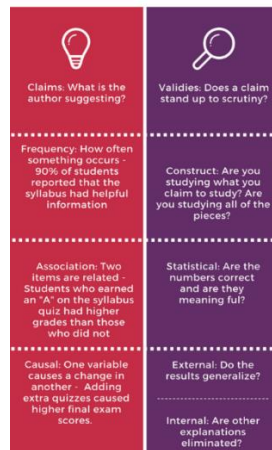 Claims: What is the
author suggesting?
Frequency: How often
something occurs -
90% of students
reported that the
syllabus had helpful
information
Association: Two
items are related -
Students who earned
an "A" on the syllabus
quiz had higher
grades than those
who did not
Causal: One variable
causes a change in
another - Adding
extra quizzes caused
higher final exam
scores.
Validies: Does a claim
stand up to scrutiny?
Construct: Are you
studying what you
claim to study? Are
you studying all of the
pieces?
Statistical: Are the
numbers correct
and are they
meaning ful?
External: Do the
results generalize?
Internal: Are other
explanations
eliminated?